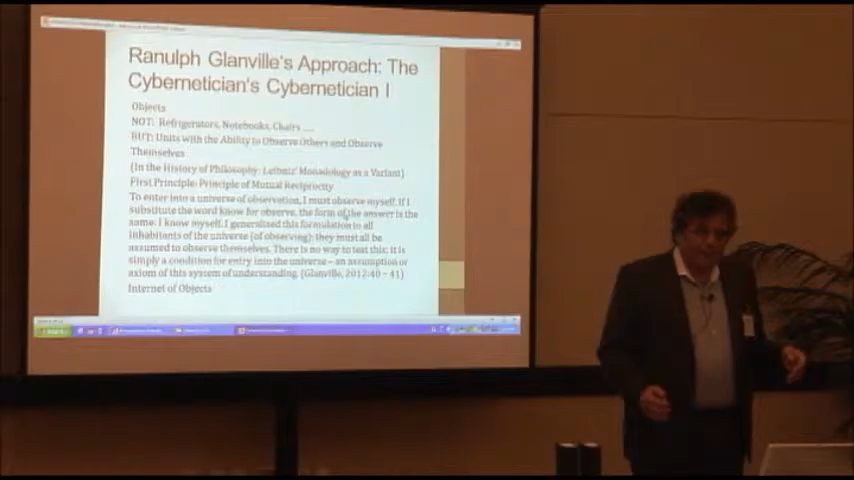 Ranulph Glanville's Approach: The
Cybernetician's Cybernetician I
Objects
NOT: Refrigerators, Notebooks, Chairs ....
BUT: Units with the Ability to Observe Others and Observe
Themselves
(In the History of Philosophy: Leibniz' Monadology as a Variant)
First Principle: Principle of Mutual Reciprocity
To enter into a universe of observation, I must observe myself. If I
substitute the word know for observe, the form of the answer is the
same: I know myself. I generalised this formulation to all
inhabitants of the universe (of observing): they must all be
assumed to observe themselves. There is no way to test this: it is
simply a condition for entry into the universe – an assumption or
axiom of this system of understanding. (Glanville, 2012:40 – 41)
Internet of Objects